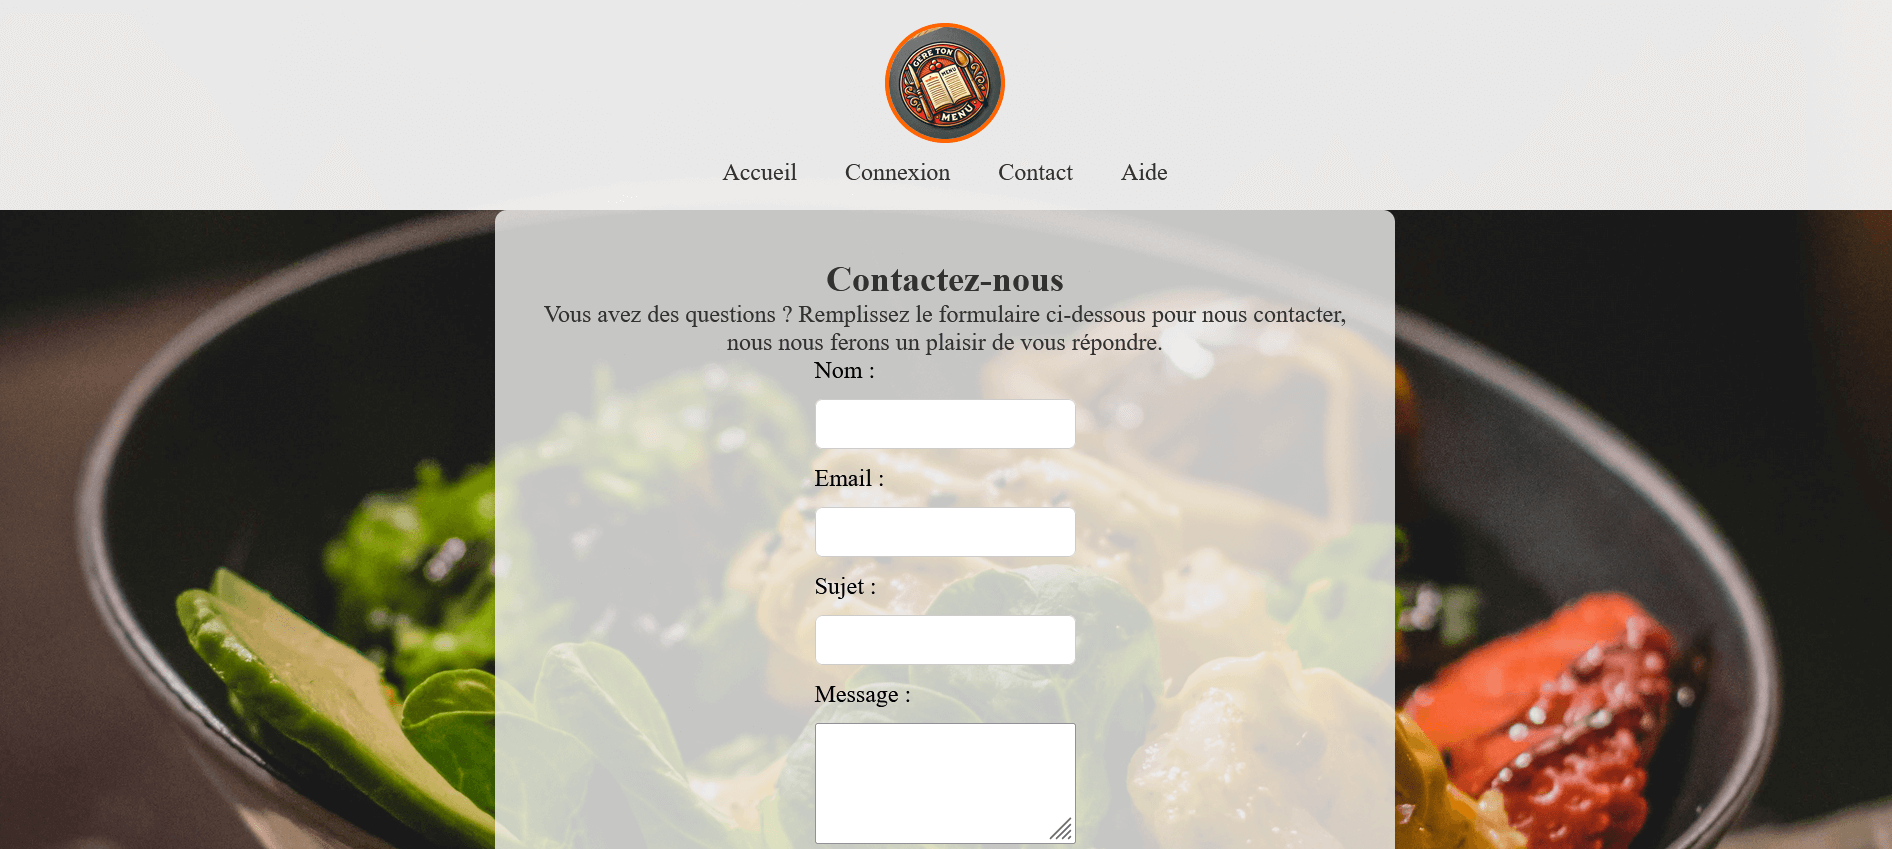 GERE TON
MENU
MENU
Accueil Connexion Contact Aide
Contactez-nous
Vous avez des questions ? Remplissez le formulaire ci-dessous pour nous contacter,
nous nous ferons un plaisir de vous répondre.
Nom :
Email :
Sujet :
Message :